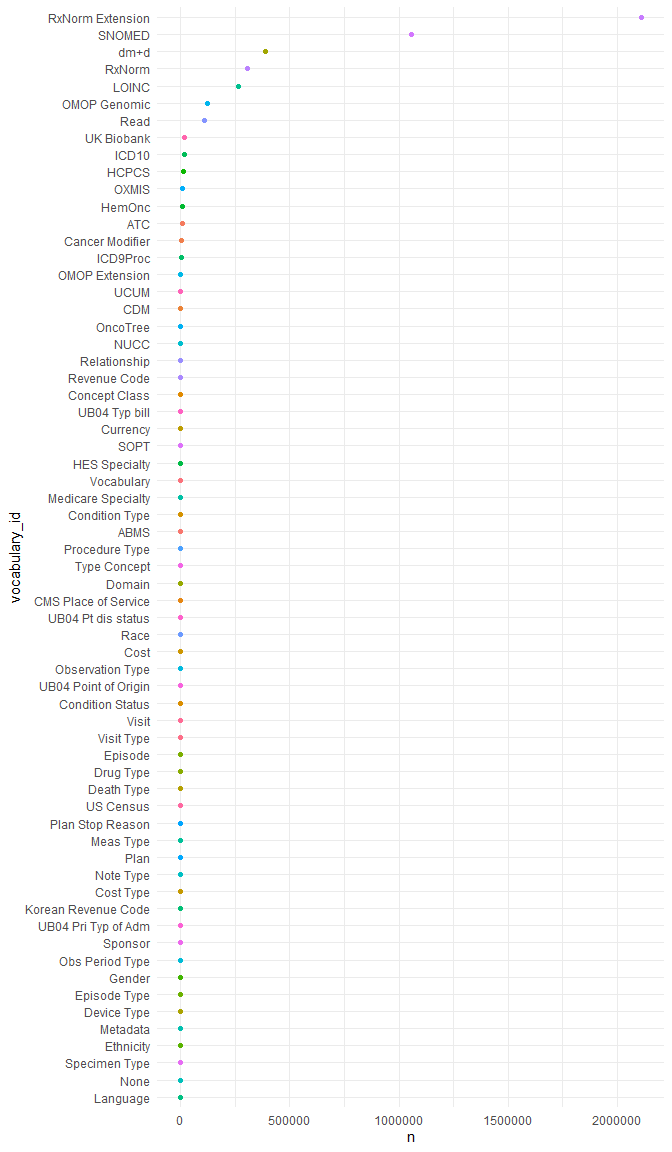 RxNorm Extension
SNOMED
dm+d
RxNorm
LOINC
OMOP Genomic
Read
UK Biobank
ICD10
HCPCS
OXMIS
HemOnc
ATC
Cancer Modifier
ICD9Proc
OMOP Extension
UCUM
CDM
OncoTree
NUCC
Relationship
Revenue Code
Concept Class
UB04 Typ bill
Currency
SOPT
HES Specialty
Vocabulary
Medicare Specialty
Condition Type
ABMS
Procedure Type
Type Concept
Domain
CMS Place of Service
UB04 Pt dis status
Race
Cost
Observation Type
UB04 Point of Origin
Condition Status
Visit
Visit Type
Episode
Drug Type
Death Type
US Census
Plan Stop Reason
Meas Type
Plan
Note Type
Cost Type
Korean Revenue Code
UB04 Pri Typ of Adm
Sponsor
Obs Period Type
Gender
Episode Type
Device Type
Metadata
Ethnicity
Specimen Type
None
Language
vocabulary_id
0 500000 1000000 1500000 2000000
n